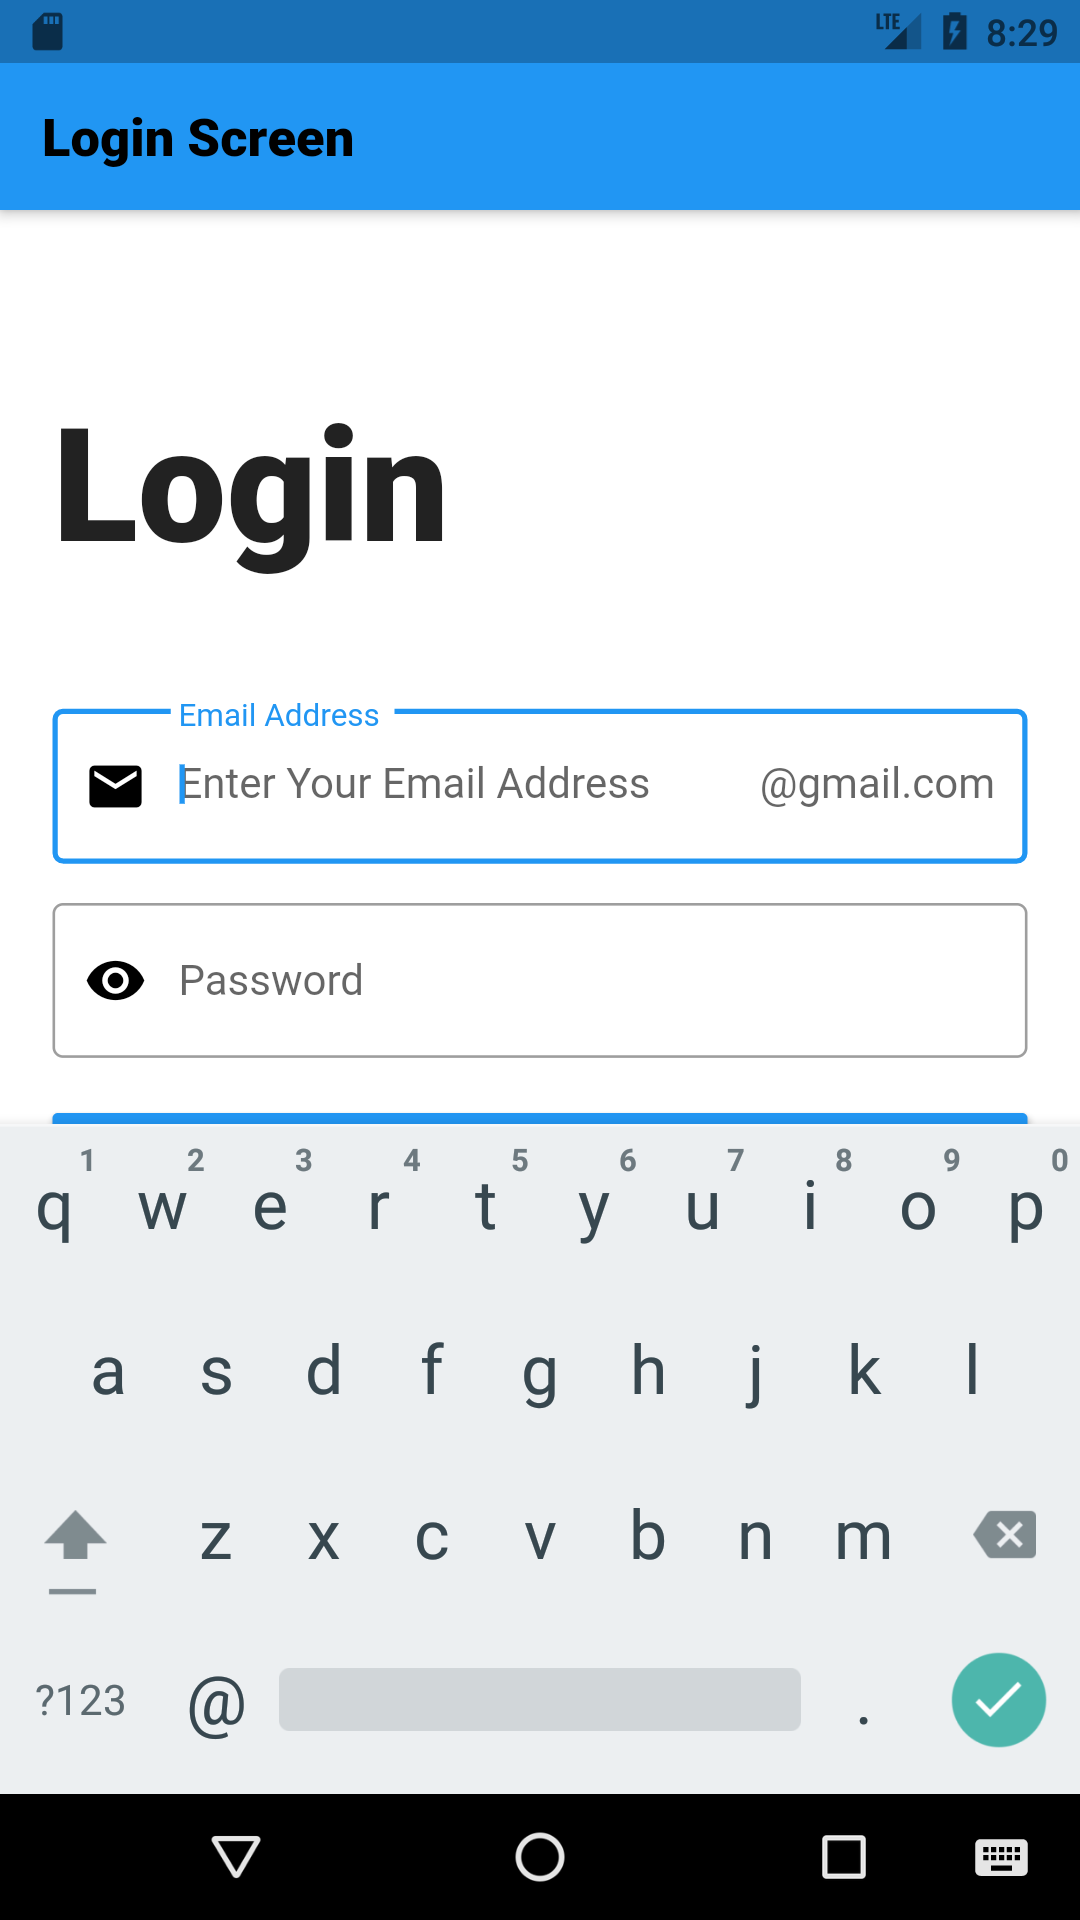 LTE 8:29
Login Screen
Login
Email Address
Enter Your Email Address @gmail.com
Password
1 2 3 4 5 6 7 8 9 0
q w e r t y u i o p
a s d f g h j k l
z x c v b n m
?123 @ .